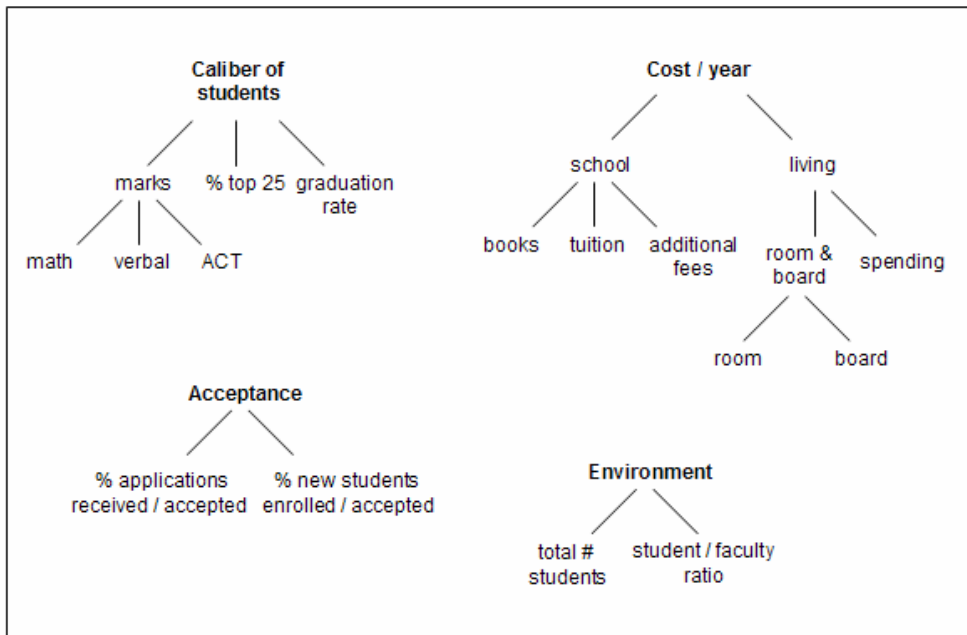 Caliber of
students
marks
% top 25
graduation
rate
math
verbal
ACT
Cost / year
school
living
books
tuition
additional
fees
room &
board
spending
room
board
Acceptance
% applications
received / accepted
% new students
enrolled / accepted
Environment
total #
students
student / faculty
ratio